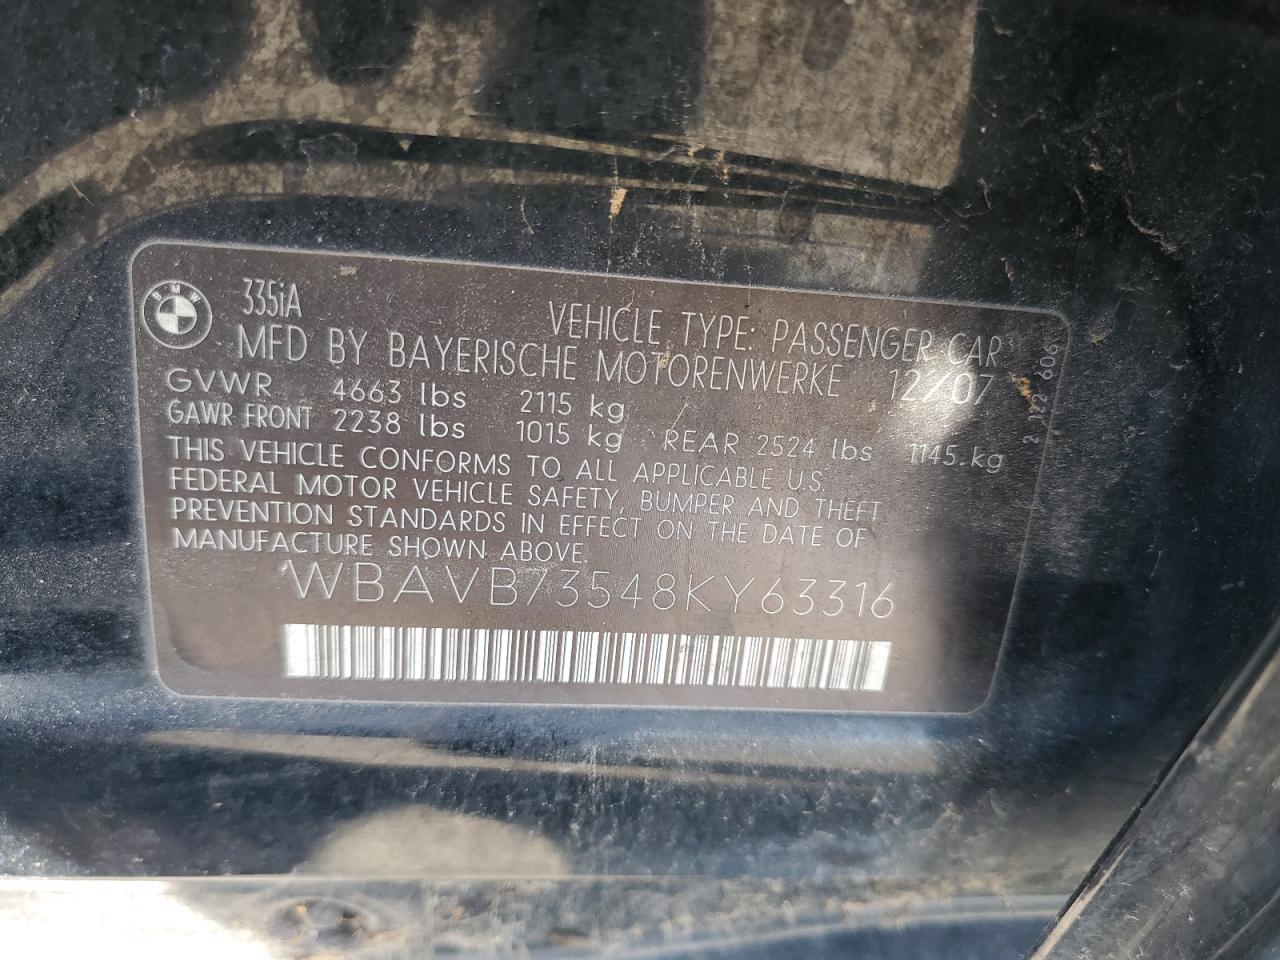 BMW
335iA
VEHICLE TYPE: PASSENGER CAR
MFD BY BAYERISCHE MOTORENWERKE 12/07
GVWR 4663 lbs 2115 kg
GAWR FRONT 2238 lbs 1015 kg REAR 2524 lbs 1145 kg
THIS VEHICLE CONFORMS TO ALL APPLICABLE U.S.
FEDERAL MOTOR VEHICLE SAFETY, BUMPER AND THEFT
PREVENTION STANDARDS IN EFFECT ON THE DATE OF
MANUFACTURE SHOWN ABOVE.
WBAVB73548KY63316